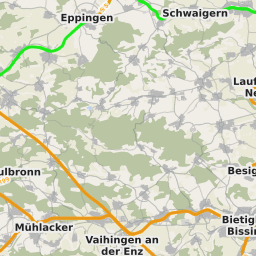 Eppingen
Schwaigern
Lauf
Ne
ulbronn
Besig
Mühlacker
Bietig
Bissin
Vaihingen an
der Enz